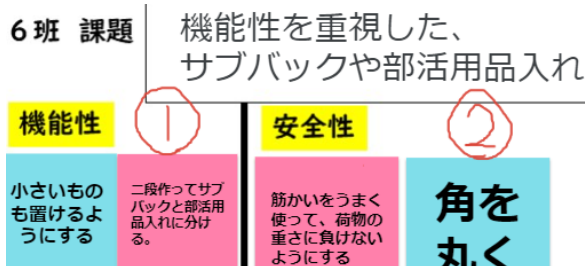 6班 課題
機能性を重視した、
サブバックや部活用品入れ
機能性
①
安全性
②
小さいもの
も置けるよ
うにする
二段作ってサブ
バックと部活用
品入れに分け
る。
筋かいをうまく
使って、荷物の
重さに負けない
ようにする
角を
丸く